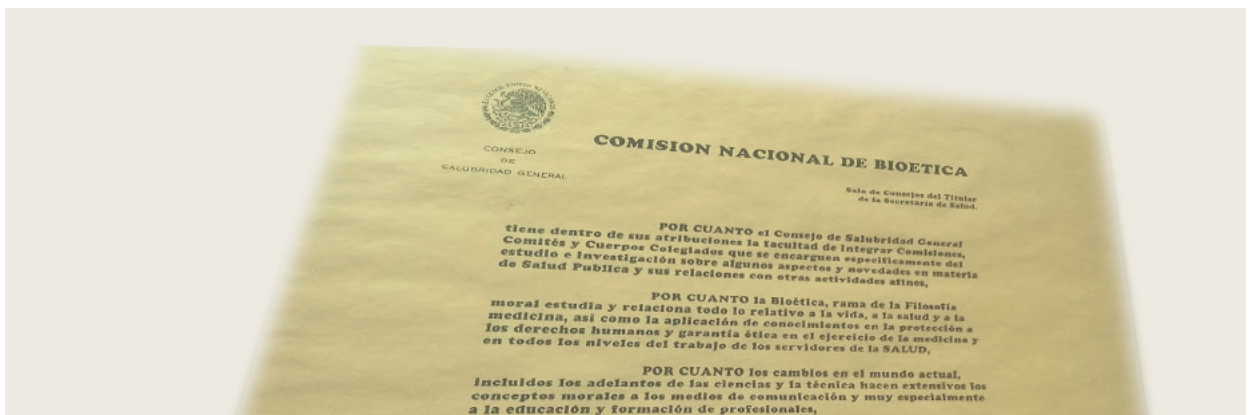 ESTADOS UNIDOS MEXICANOS
CONSEJO
DE
SALUBRIDAD GENERAL
COMISION NACIONAL DE BIOETICA
Sala de Consejos del Titular
de la Secretaría de Salud.
POR CUANTO el Consejo de Salubridad General
tiene dentro de sus atribuciones la facultad de integrar Comisiones,
Comités y Cuerpos Colegiados que se encarguen específicamente del
estudio e Investigación sobre algunos aspectos y novedades en materia
de Salud Publica y sus relaciones con otras actividades afines,
POR CUANTO la Bioética, rama de la Filosofía
moral estudia y relaciona todo lo relativo a la vida, a la salud y a la
medicina, así como la aplicación de conocimientos en la protección a
los derechos humanos y garantía ética en el ejercicio de la medicina y
en todos los niveles del trabajo de los servidores de la SALUD,
POR CUANTO los cambios en el mundo actual,
incluidos los adelantos de las ciencias y la técnica hacen extensivos los
conceptos morales a los medios de comunicación y muy especialmente
a la educación y formación de profesionales,